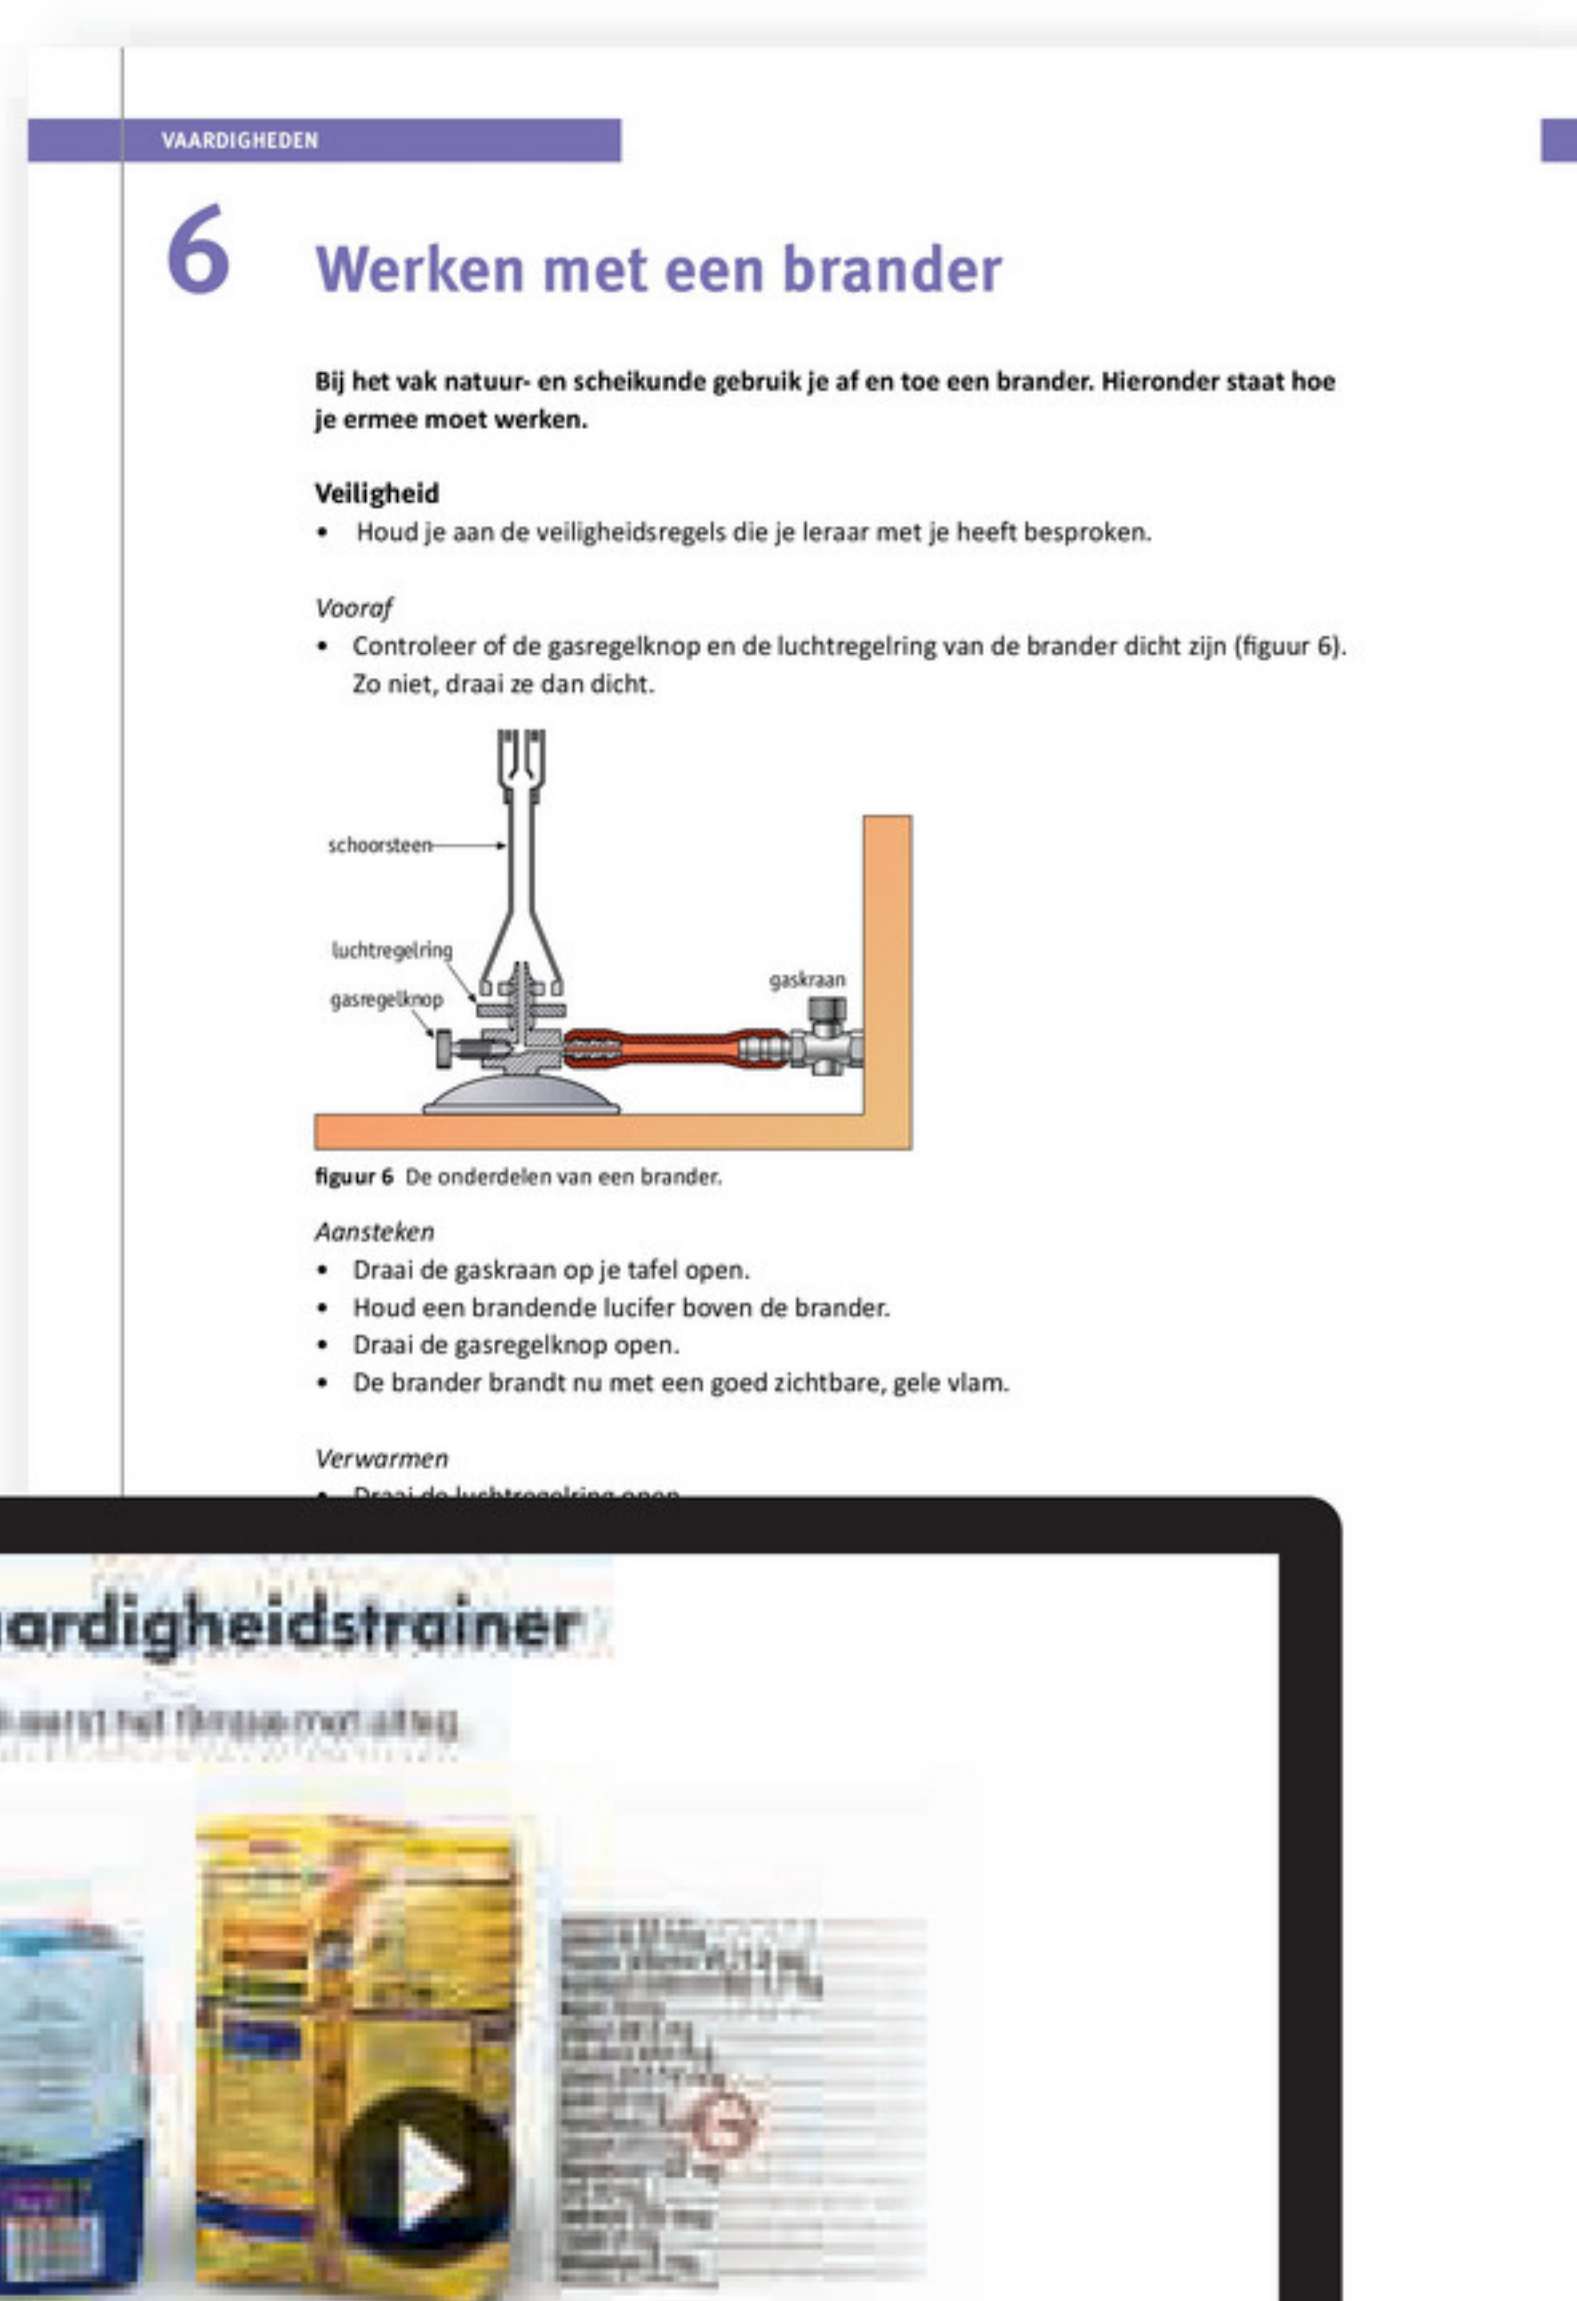 VAARDIGHEDEN
6 Werken met een brander
Bij het vak natuur- en scheikunde gebruik je af en toe een brander. Hieronder staat hoe
je ermee moet werken.
Veiligheid
• Houd je aan de veiligheidsregels die je leraar met je heeft besproken.
Vooraf
• Controleer of de gasregelknop en de luchtregelring van de brander dicht zijn (figuur 6).
Zo niet, draai ze dan dicht.
schoorsteen
luchtregelring
gaskraan
gasregelknop
figuur 6 De onderdelen van een brander.
Aansteken
• Draai de gaskraan op je tafel open.
• Houd een brandende lucifer boven de brander.
• Draai de gasregelknop open.
• De brander brandt nu met een goed zichtbare, gele vlam.
Verwarmen
• Draai de luchtregelring open
ardigheidstrainer